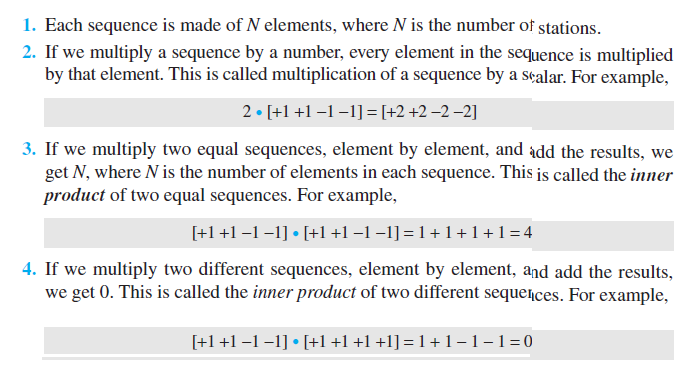 1. Each sequence is made of N elements, where N is the number of stations.
2. If we multiply a sequence by a number, every element in the sequence is multiplied
by that element. This is called multiplication of a sequence by a scalar. For example,
2 • [+1 +1 –1 –1] = [+2 +2 –2 –2]
3. If we multiply two equal sequences, element by element, and add the results, we
get N, where N is the number of elements in each sequence. This is called the inner
product of two equal sequences. For example,
[+1 +1 –1 –1] • [+1 +1 –1 –1] = 1 + 1 + 1 + 1 = 4
4. If we multiply two different sequences, element by element, and add the results,
we get 0. This is called the inner product of two different sequences. For example,
[+1 +1 –1 –1] • [+1 +1 +1 +1] = 1 + 1 – 1 – 1 = 0